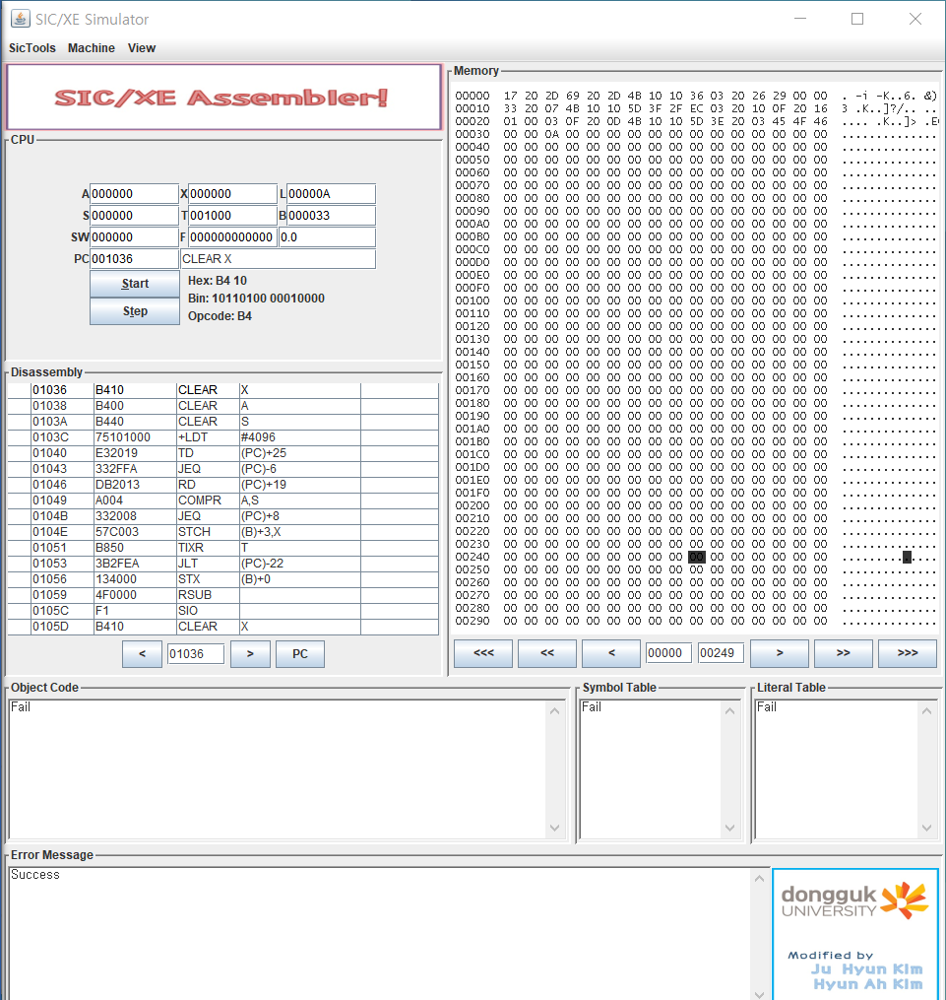 SIC/XE Simulator
SicTools Machine View
SIC/XE Assembler!
CPU
A 000000 X 000000 L 00000A
S 000000 T 001000 B 000033
SW 000000 F 000000000000 0.0
PC 001036 CLEAR X
Start Hex: B4 10
Bin: 10110100 00010000
Step Opcode: B4
Disassembly
01036 B410 CLEAR X
01038 B400 CLEAR A
0103A B440 CLEAR S
0103C 75101000 +LDT #4096
01040 E32019 TD (PC)+25
01043 332FFA JEQ (PC)-6
01046 DB2013 RD (PC)+19
01049 A004 COMPR A,S
0104B 332008 JEQ (PC)+8
0104E 57C003 STCH (B)+3,X
01051 B850 TIXR T
01053 3B2FEA JLT (PC)-22
01056 134000 STX (B)+0
01059 4F0000 RSUB
0105C F1 SIO
0105D B410 CLEAR X
< 01036 > PC
Memory
00000 17 20 2D 69 20 2D 4B 10 10 36 03 20 26 29 00 00 . -i -K..6. &)
00010 33 20 07 4B 10 10 5D 3F 2F EC 03 20 10 0F 20 16 3 .K..]?/.. .. 
00020 01 00 03 0F 20 0D 4B 10 10 5D 3E 20 03 45 4F 46 .... .K..]> .E
00030 00 00 0A 00 00 00 00 00 00 00 00 00 00 00 00 00 ..............
00040 00 00 00 00 00 00 00 00 00 00 00 00 00 00 00 00 ..............
00050 00 00 00 00 00 00 00 00 00 00 00 00 00 00 00 00 ..............
00060 00 00 00 00 00 00 00 00 00 00 00 00 00 00 00 00 ..............
00070 00 00 00 00 00 00 00 00 00 00 00 00 00 00 00 00 ..............
00080 00 00 00 00 00 00 00 00 00 00 00 00 00 00 00 00 ..............
00090 00 00 00 00 00 00 00 00 00 00 00 00 00 00 00 00 ..............
000A0 00 00 00 00 00 00 00 00 00 00 00 00 00 00 00 00 ..............
000B0 00 00 00 00 00 00 00 00 00 00 00 00 00 00 00 00 ..............
000C0 00 00 00 00 00 00 00 00 00 00 00 00 00 00 00 00 ..............
000D0 00 00 00 00 00 00 00 00 00 00 00 00 00 00 00 00 ..............
000E0 00 00 00 00 00 00 00 00 00 00 00 00 00 00 00 00 ..............
000F0 00 00 00 00 00 00 00 00 00 00 00 00 00 00 00 00 ..............
00100 00 00 00 00 00 00 00 00 00 00 00 00 00 00 00 00 ..............
00110 00 00 00 00 00 00 00 00 00 00 00 00 00 00 00 00 ..............
00120 00 00 00 00 00 00 00 00 00 00 00 00 00 00 00 00 ..............
00130 00 00 00 00 00 00 00 00 00 00 00 00 00 00 00 00 ..............
00140 00 00 00 00 00 00 00 00 00 00 00 00 00 00 00 00 ..............
00150 00 00 00 00 00 00 00 00 00 00 00 00 00 00 00 00 ..............
00160 00 00 00 00 00 00 00 00 00 00 00 00 00 00 00 00 ..............
00170 00 00 00 00 00 00 00 00 00 00 00 00 00 00 00 00 ..............
00180 00 00 00 00 00 00 00 00 00 00 00 00 00 00 00 00 ..............
00190 00 00 00 00 00 00 00 00 00 00 00 00 00 00 00 00 ..............
001A0 00 00 00 00 00 00 00 00 00 00 00 00 00 00 00 00 ..............
001B0 00 00 00 00 00 00 00 00 00 00 00 00 00 00 00 00 ..............
001C0 00 00 00 00 00 00 00 00 00 00 00 00 00 00 00 00 ..............
001D0 00 00 00 00 00 00 00 00 00 00 00 00 00 00 00 00 ..............
001E0 00 00 00 00 00 00 00 00 00 00 00 00 00 00 00 00 ..............
001F0 00 00 00 00 00 00 00 00 00 00 00 00 00 00 00 00 ..............
00200 00 00 00 00 00 00 00 00 00 00 00 00 00 00 00 00 ..............
00210 00 00 00 00 00 00 00 00 00 00 00 00 00 00 00 00 ..............
00220 00 00 00 00 00 00 00 00 00 00 00 00 00 00 00 00 ..............
00230 00 00 00 00 00 00 00 00 00 00 00 00 00 00 00 00 ..............
00240 00 00 00 00 00 00 00 00 00 00 00 00 00 00 00 00 ..............
00250 00 00 00 00 00 00 00 00 00 00 00 00 00 00 00 00 ..............
00260 00 00 00 00 00 00 00 00 00 00 00 00 00 00 00 00 ..............
00270 00 00 00 00 00 00 00 00 00 00 00 00 00 00 00 00 ..............
00280 00 00 00 00 00 00 00 00 00 00 00 00 00 00 00 00 ..............
00290 00 00 00 00 00 00 00 00 00 00 00 00 00 00 00 00 ..............
<<< << < 00000 00249 > >> >>>
Object Code
Fail
Symbol Table
Fail
Literal Table
Fail
Error Message
Success
dongguk
UNIVERSITY
Modified by
Ju Hyun Kim
Hyun Ah Kim